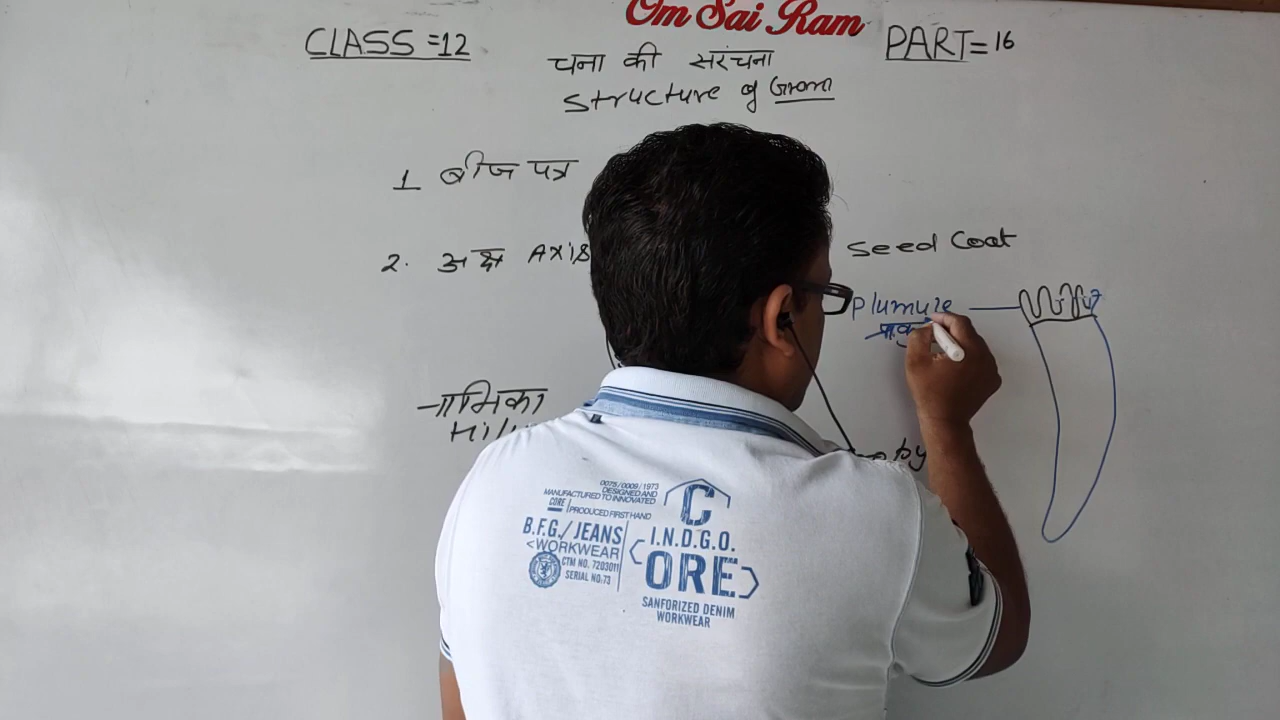 Om Sai Ram
CLASS = 12
PART = 16
चना की सरंचना
Structure of Gram
1 बीज पत्र
2. अक्ष AXIS
Seed Coat
Plumule
नाभिका
0075/0009/1973
DESIGNED AND
MANUFACTURED TO INNOVATED
CORE PRODUCED FIRST HAND
B.F.G./JEANS
<WORKWEAR>
CTM NO. 7203011
SERIAL NO:73
C
I.N.D.G.O.
ORE
SANFORIZED DENIM
WORKWEAR